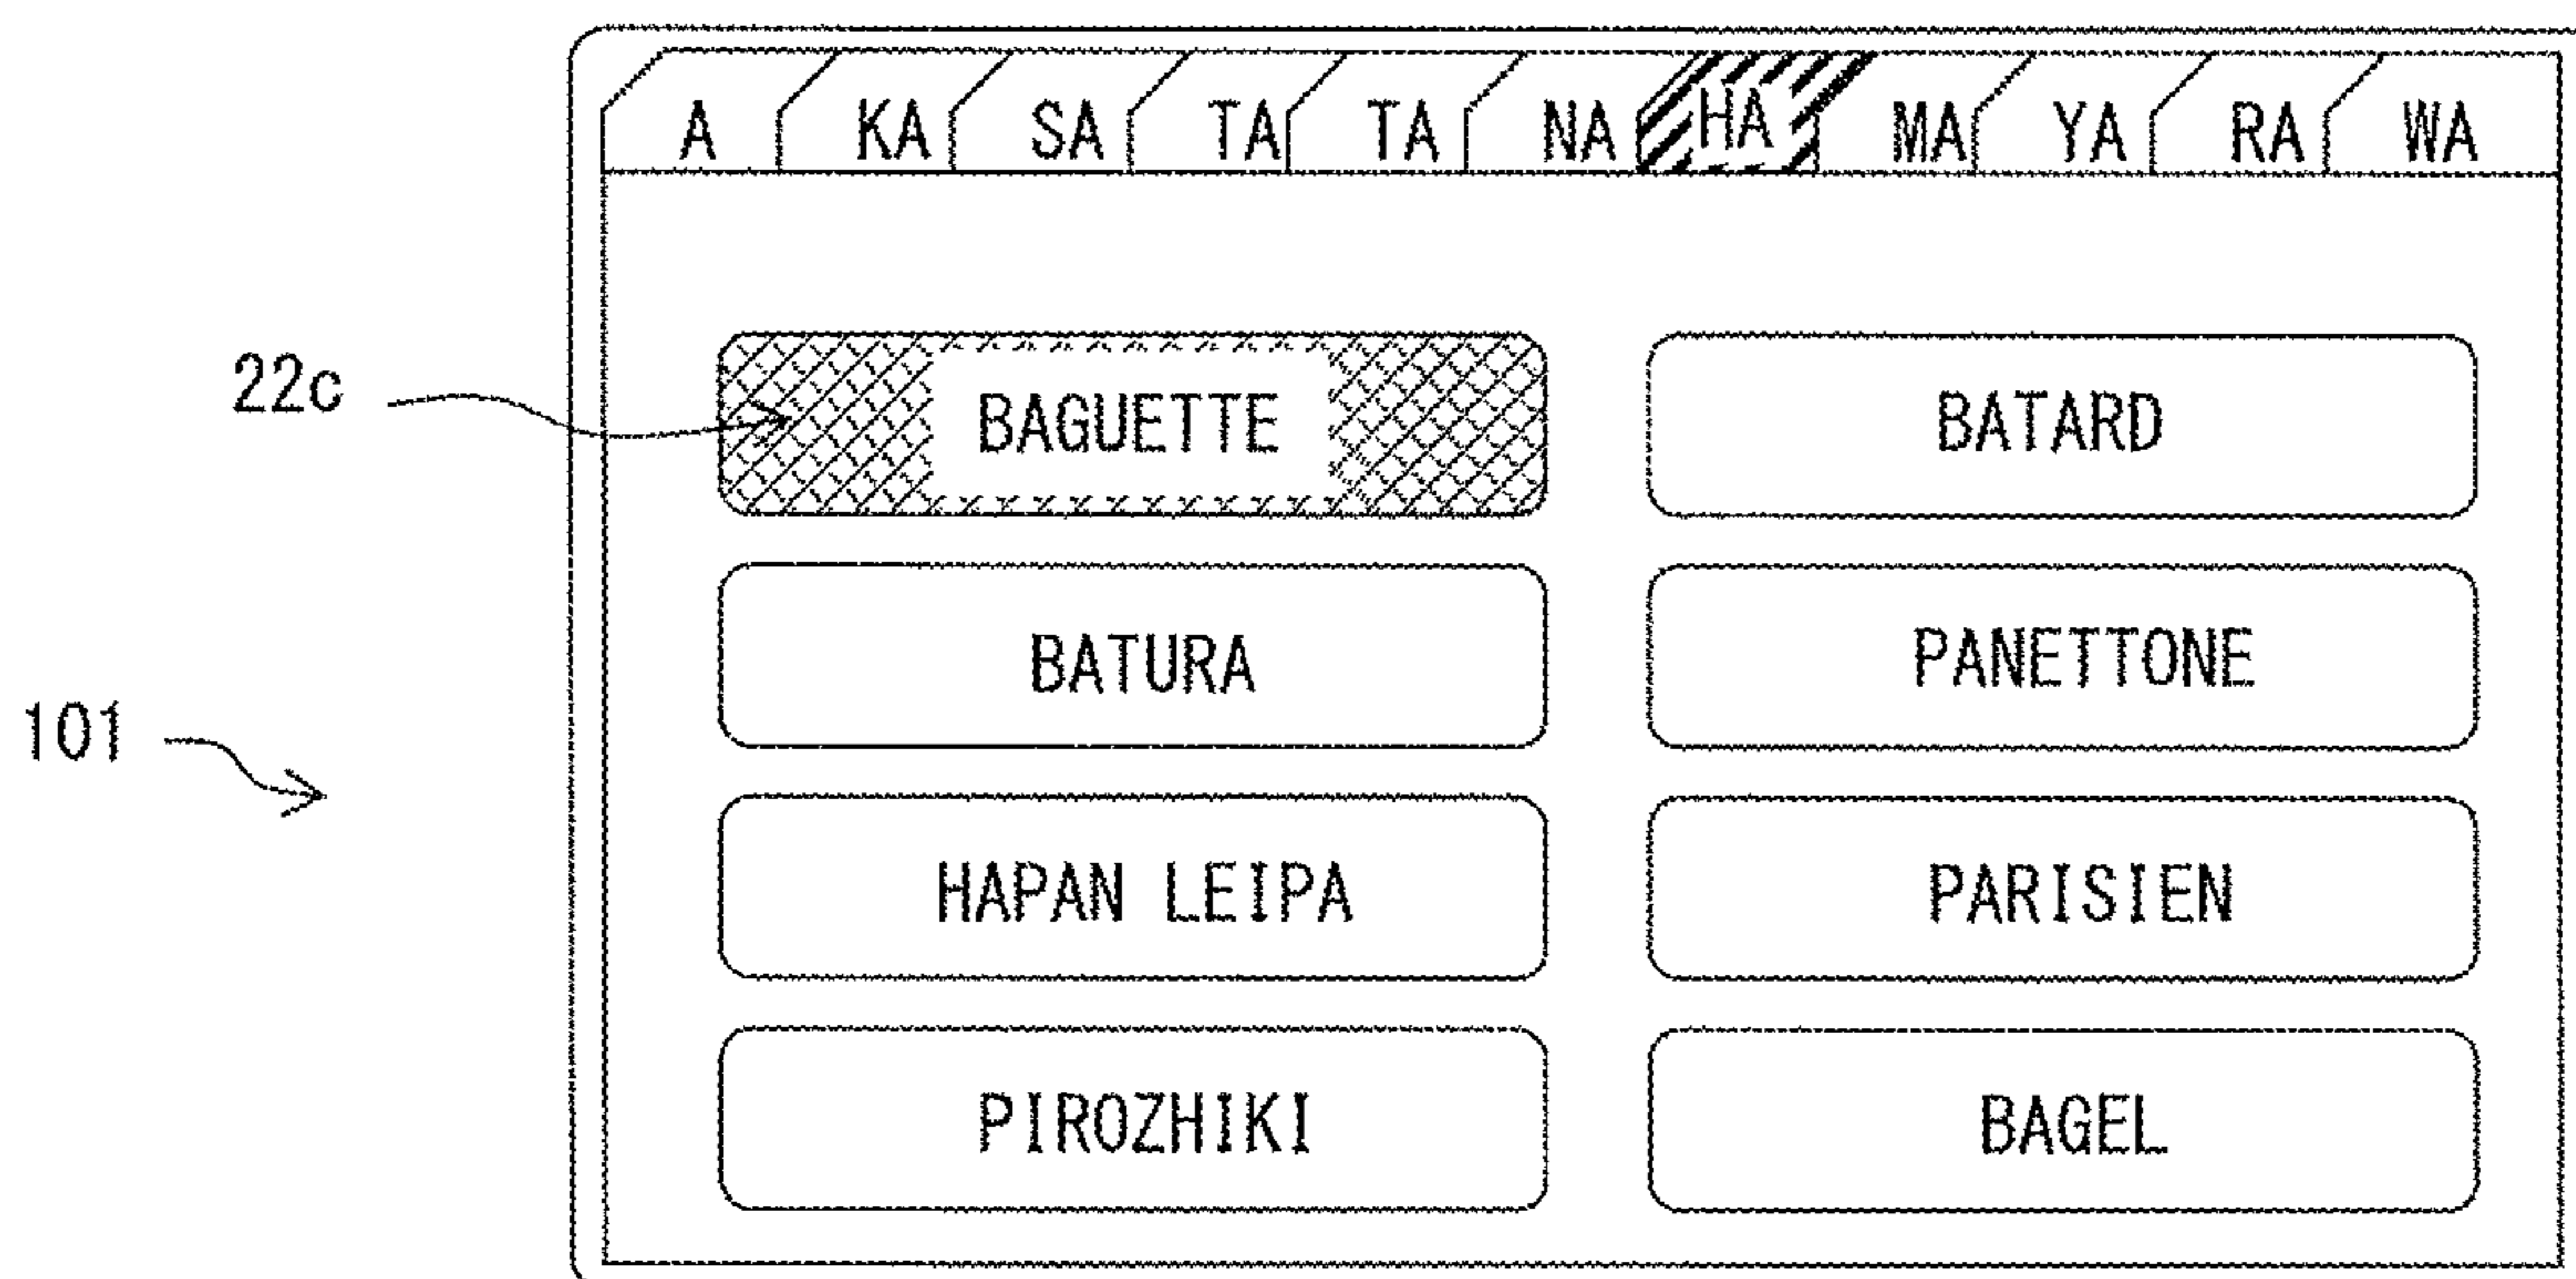 A KA SA TA TA NA HA MA YA RA WA
22c
BAGUETTE BATARD
BATURA PANETTONE
101
HAPAN LEIPA PARISIEN
PIROZHIKI BAGEL